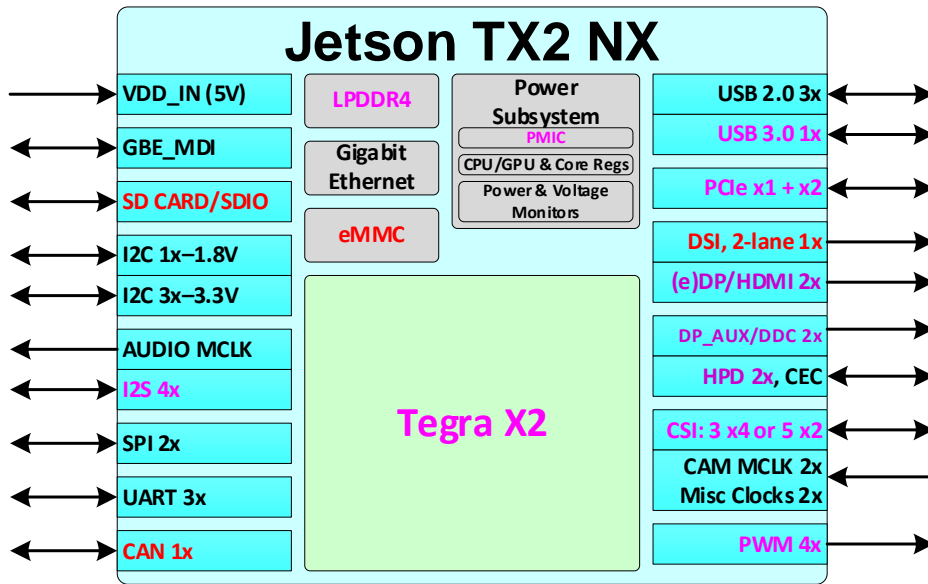 Jetson TX2 NX
VDD_IN (5V)
GBE_MDI
SD CARD/SDIO
I2C 1x–1.8V
I2C 3x–3.3V
AUDIO MCLK
I2S 4x
SPI 2x
UART 3x
CAN 1x
LPDDR4
Gigabit
Ethernet
eMMC
Power
Subsystem
PMIC
CPU/GPU & Core Regs
Power & Voltage
Monitors
Tegra X2
USB 2.0 3x
USB 3.0 1x
PCIe x1 + x2
DSI, 2-lane 1x
(e)DP/HDMI 2x
DP_AUX/DDC 2x
HPD 2x, CEC
CSI: 3 x4 or 5 x2
CAM MCLK 2x
Misc Clocks 2x
PWM 4x